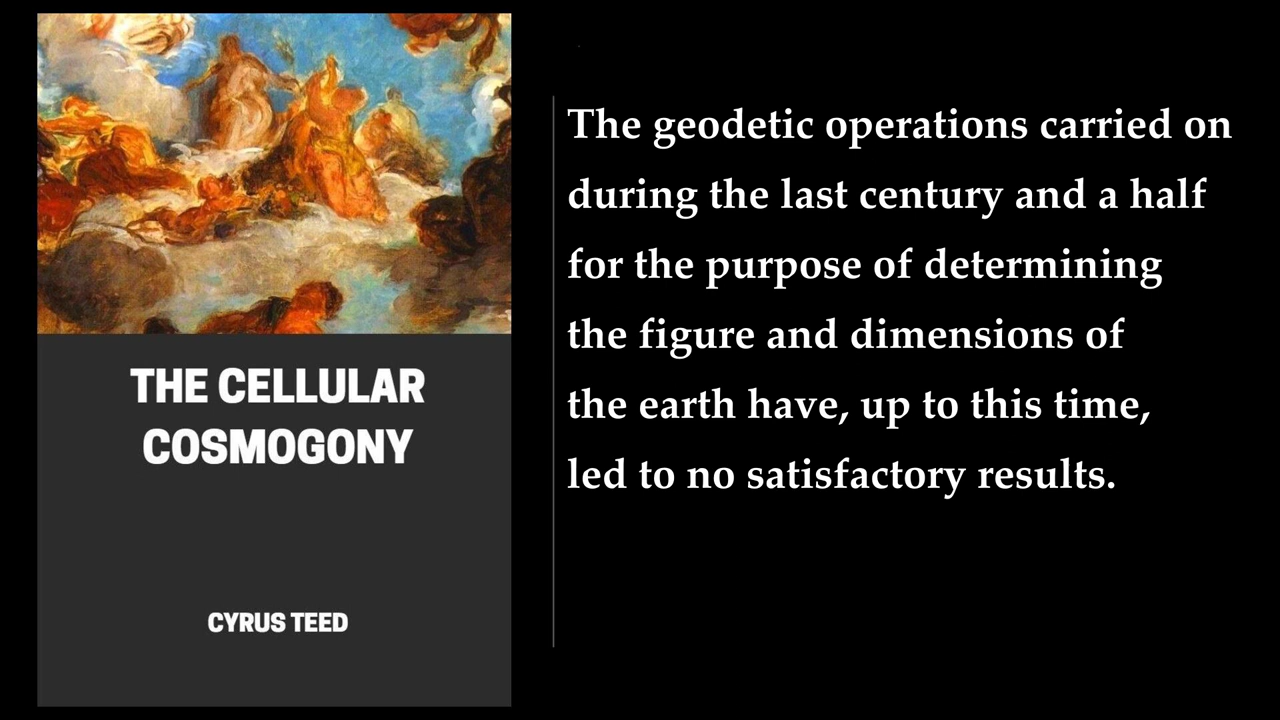 THE CELLULAR
COSMOGONY
CYRUS TEED
The geodetic operations carried on
during the last century and a half
for the purpose of determining
the figure and dimensions of
the earth have, up to this time,
led to no satisfactory results.